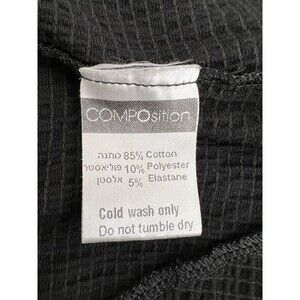 COMPOsition
כותנה 85% Cotton
פוליאסטר 10% Polyester
אלסטן 5% Elastane
Cold wash only
Do not tumble dry